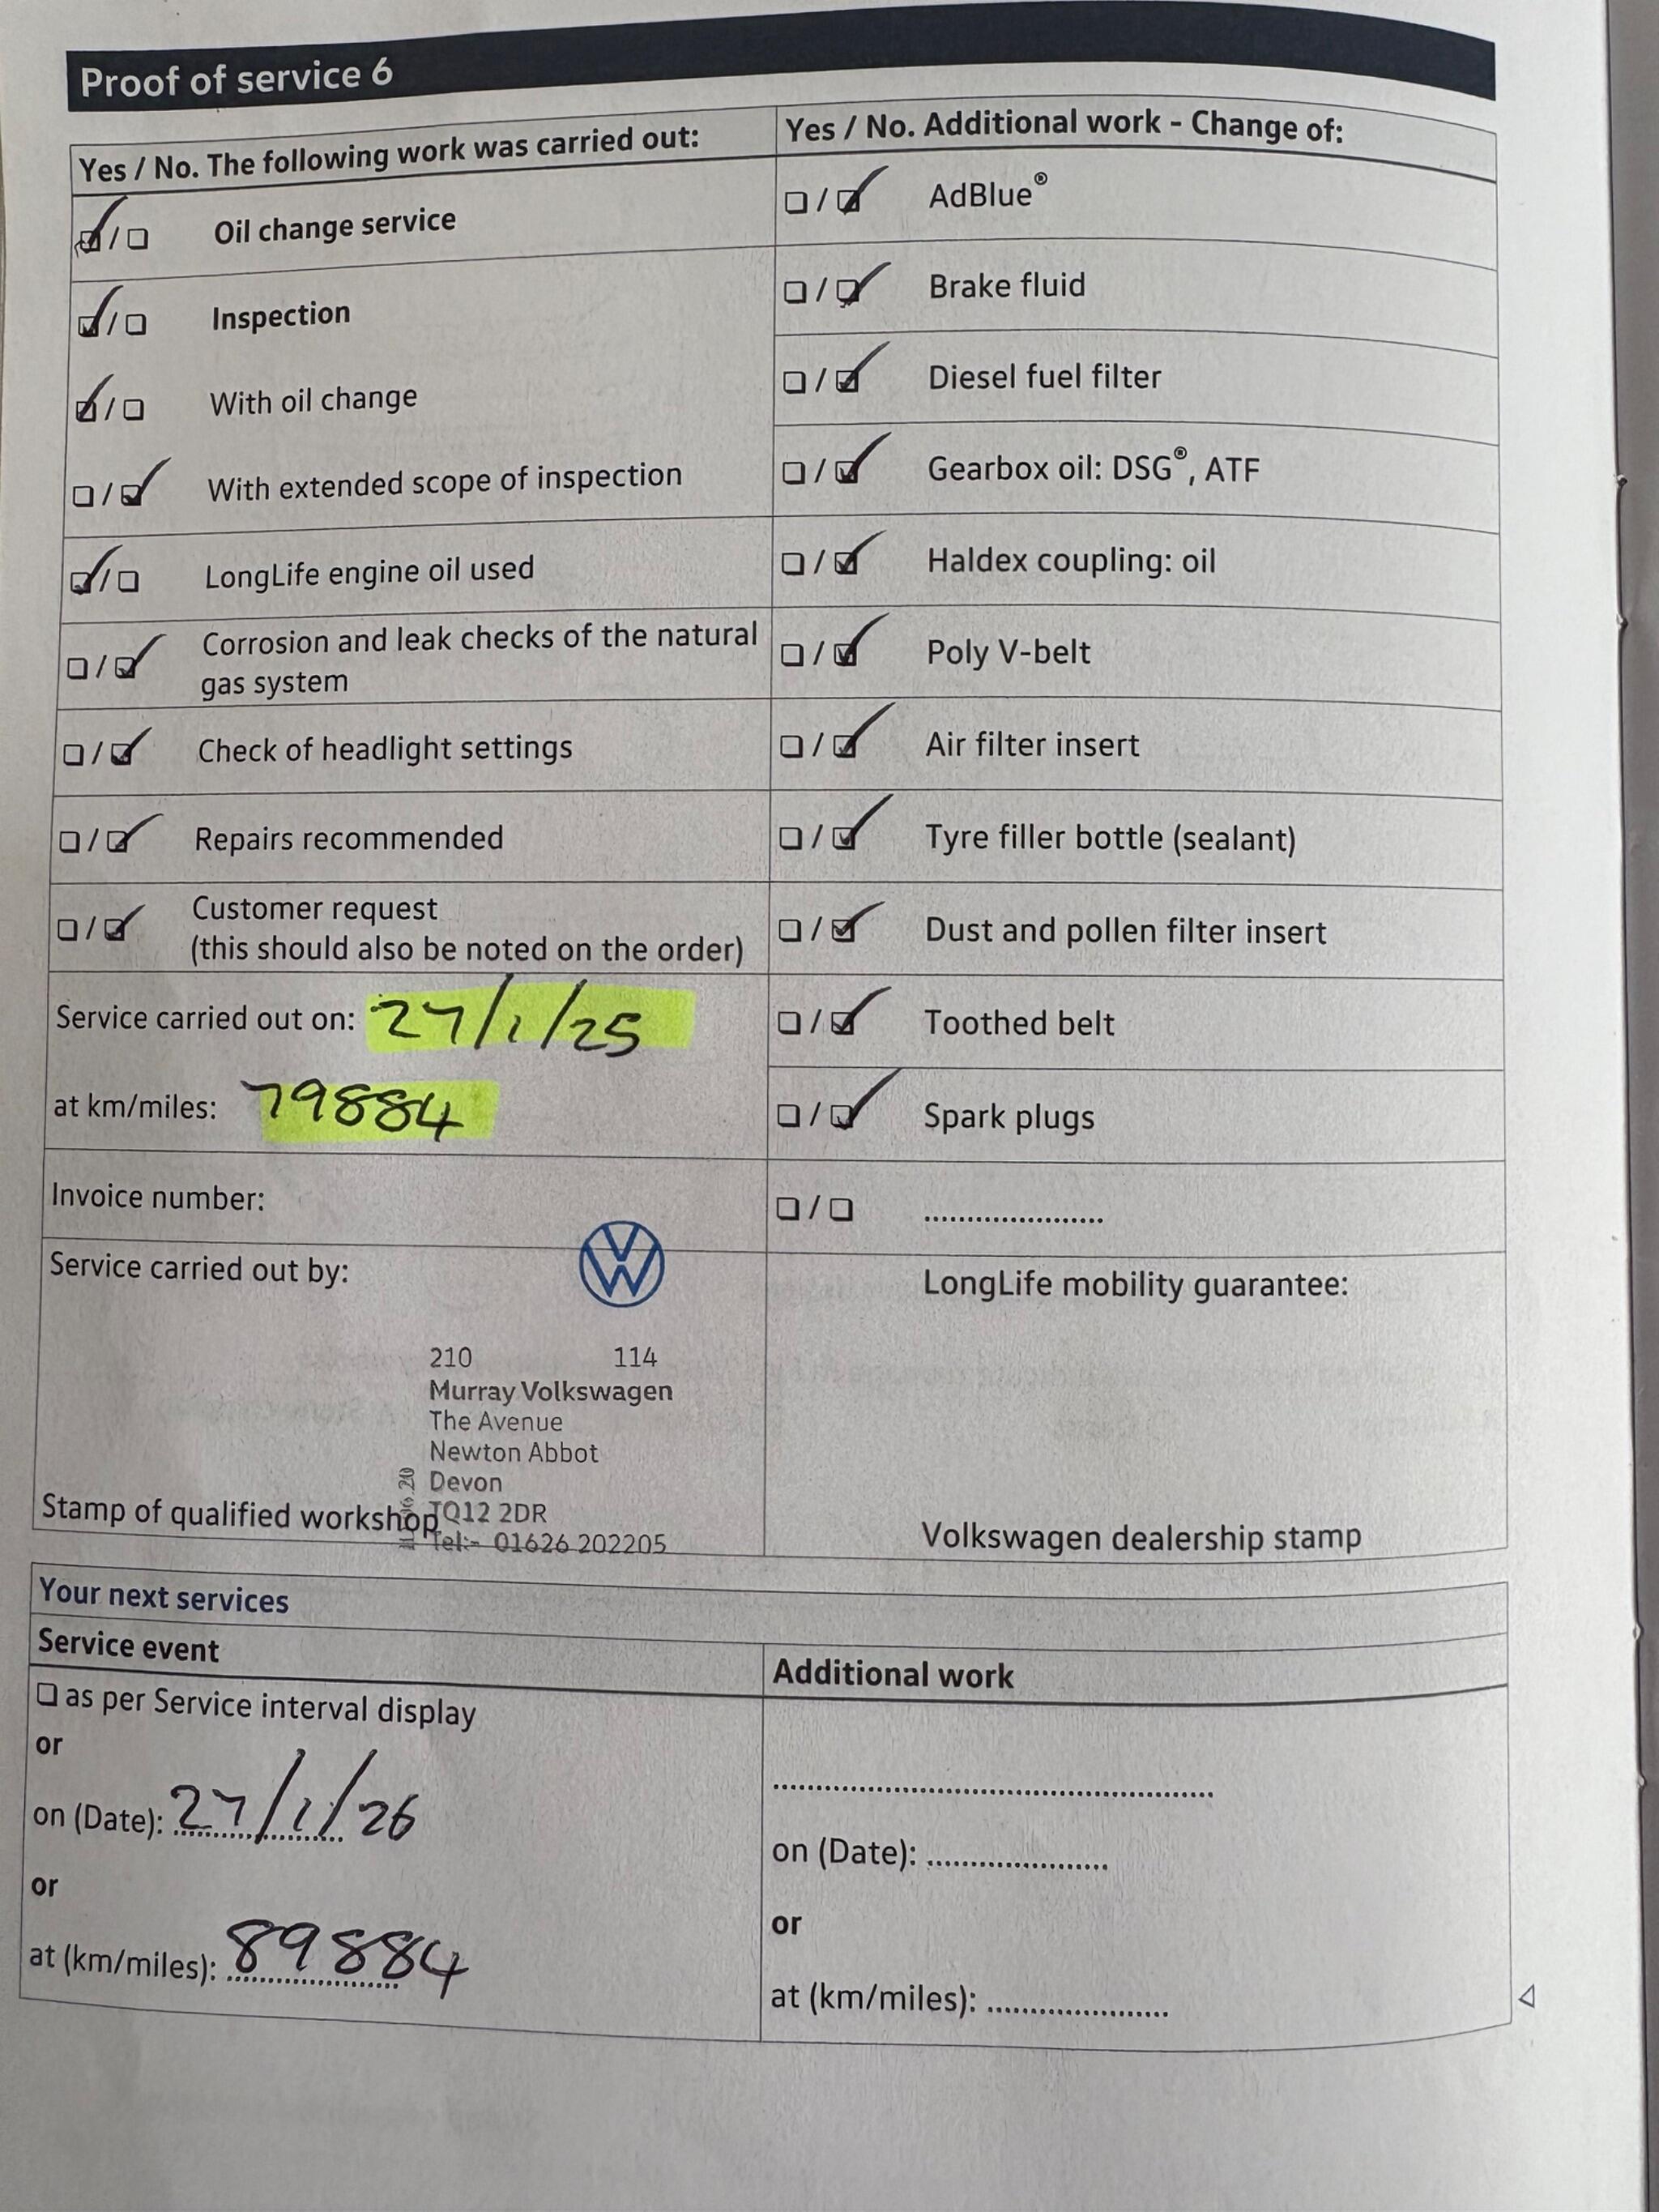 Proof of service 6
Yes / No. The following work was carried out:
Oil change service
Inspection
With oil change
With extended scope of inspection
LongLife engine oil used
Corrosion and leak checks of the natural
gas system
Check of headlight settings
Repairs recommended
Customer request
(this should also be noted on the order)
Service carried out on: 27/1/25
at km/miles: 79884
Invoice number:
Service carried out by:
210 114
Murray Volkswagen
The Avenue
Newton Abbot
Devon
TQ12 2DR
Tel:- 01626 202205
Stamp of qualified workshop
Yes / No. Additional work - Change of:
AdBlue®
Brake fluid
Diesel fuel filter
Gearbox oil: DSG®, ATF
Haldex coupling: oil
Poly V-belt
Air filter insert
Tyre filler bottle (sealant)
Dust and pollen filter insert
Toothed belt
Spark plugs
......................
LongLife mobility guarantee:
Volkswagen dealership stamp
Your next services
Service event
as per Service interval display
or
on (Date): 27/1/26
or
at (km/miles): 89884
Additional work
on (Date): ......................
or
at (km/miles): ......................